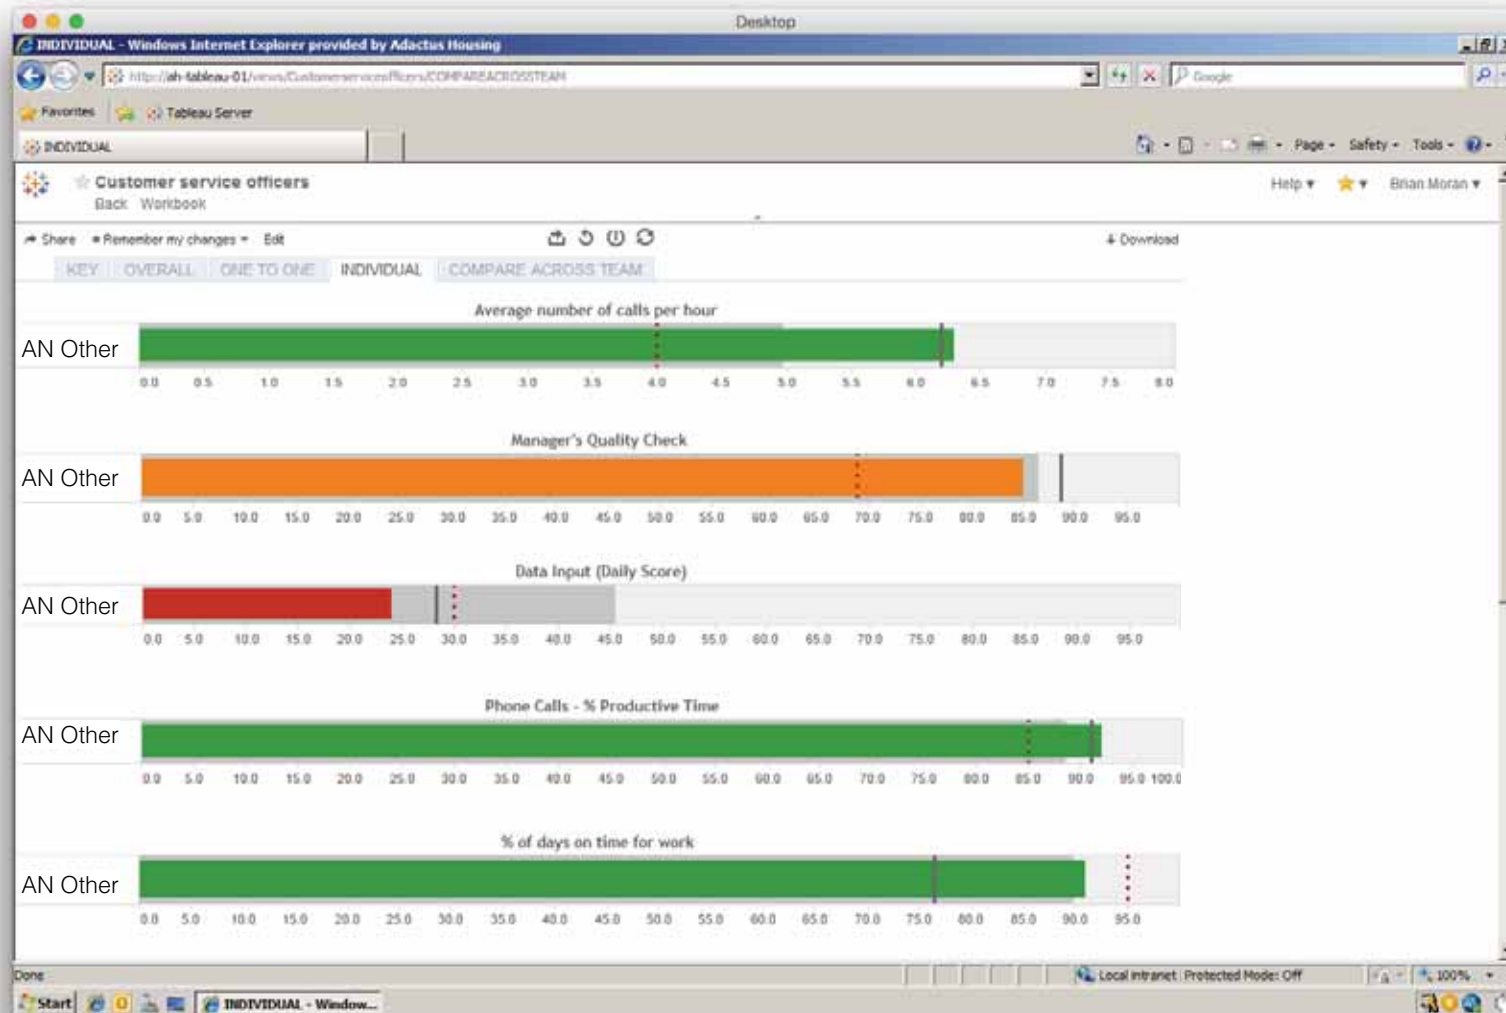 Desktop
INDIVIDUAL - Windows Internet Explorer provided by Adactus Housing
http://ah-tableau-01/views/Customerserviceofficers/COMPAREACROSSTEAM
Google
Favorites Tableau Server
INDIVIDUAL
Page Safety Tools
Customer service officers
Help Brian Moran
Back Workbook
Share Remember my changes Edit Download
KEY OVERALL ONE TO ONE INDIVIDUAL COMPARE ACROSS TEAM
Average number of calls per hour
AN Other
0.0 0.5 1.0 1.5 2.0 2.5 3.0 3.5 4.0 4.5 5.0 5.5 6.0 6.5 7.0 7.5 8.0
Manager's Quality Check
AN Other
0.0 5.0 10.0 15.0 20.0 25.0 30.0 35.0 40.0 45.0 50.0 55.0 60.0 65.0 70.0 75.0 80.0 85.0 90.0 95.0
Data Input (Daily Score)
AN Other
0.0 5.0 10.0 15.0 20.0 25.0 30.0 35.0 40.0 45.0 50.0 55.0 60.0 65.0 70.0 75.0 80.0 85.0 90.0 95.0
Phone Calls - % Productive Time
AN Other
0.0 5.0 10.0 15.0 20.0 25.0 30.0 35.0 40.0 45.0 50.0 55.0 60.0 65.0 70.0 75.0 80.0 85.0 90.0 95.0 100.0
% of days on time for work
AN Other
0.0 5.0 10.0 15.0 20.0 25.0 30.0 35.0 40.0 45.0 50.0 55.0 60.0 65.0 70.0 75.0 80.0 85.0 90.0 95.0
Done Local intranet | Protected Mode: Off 100%
Start INDIVIDUAL - Window...